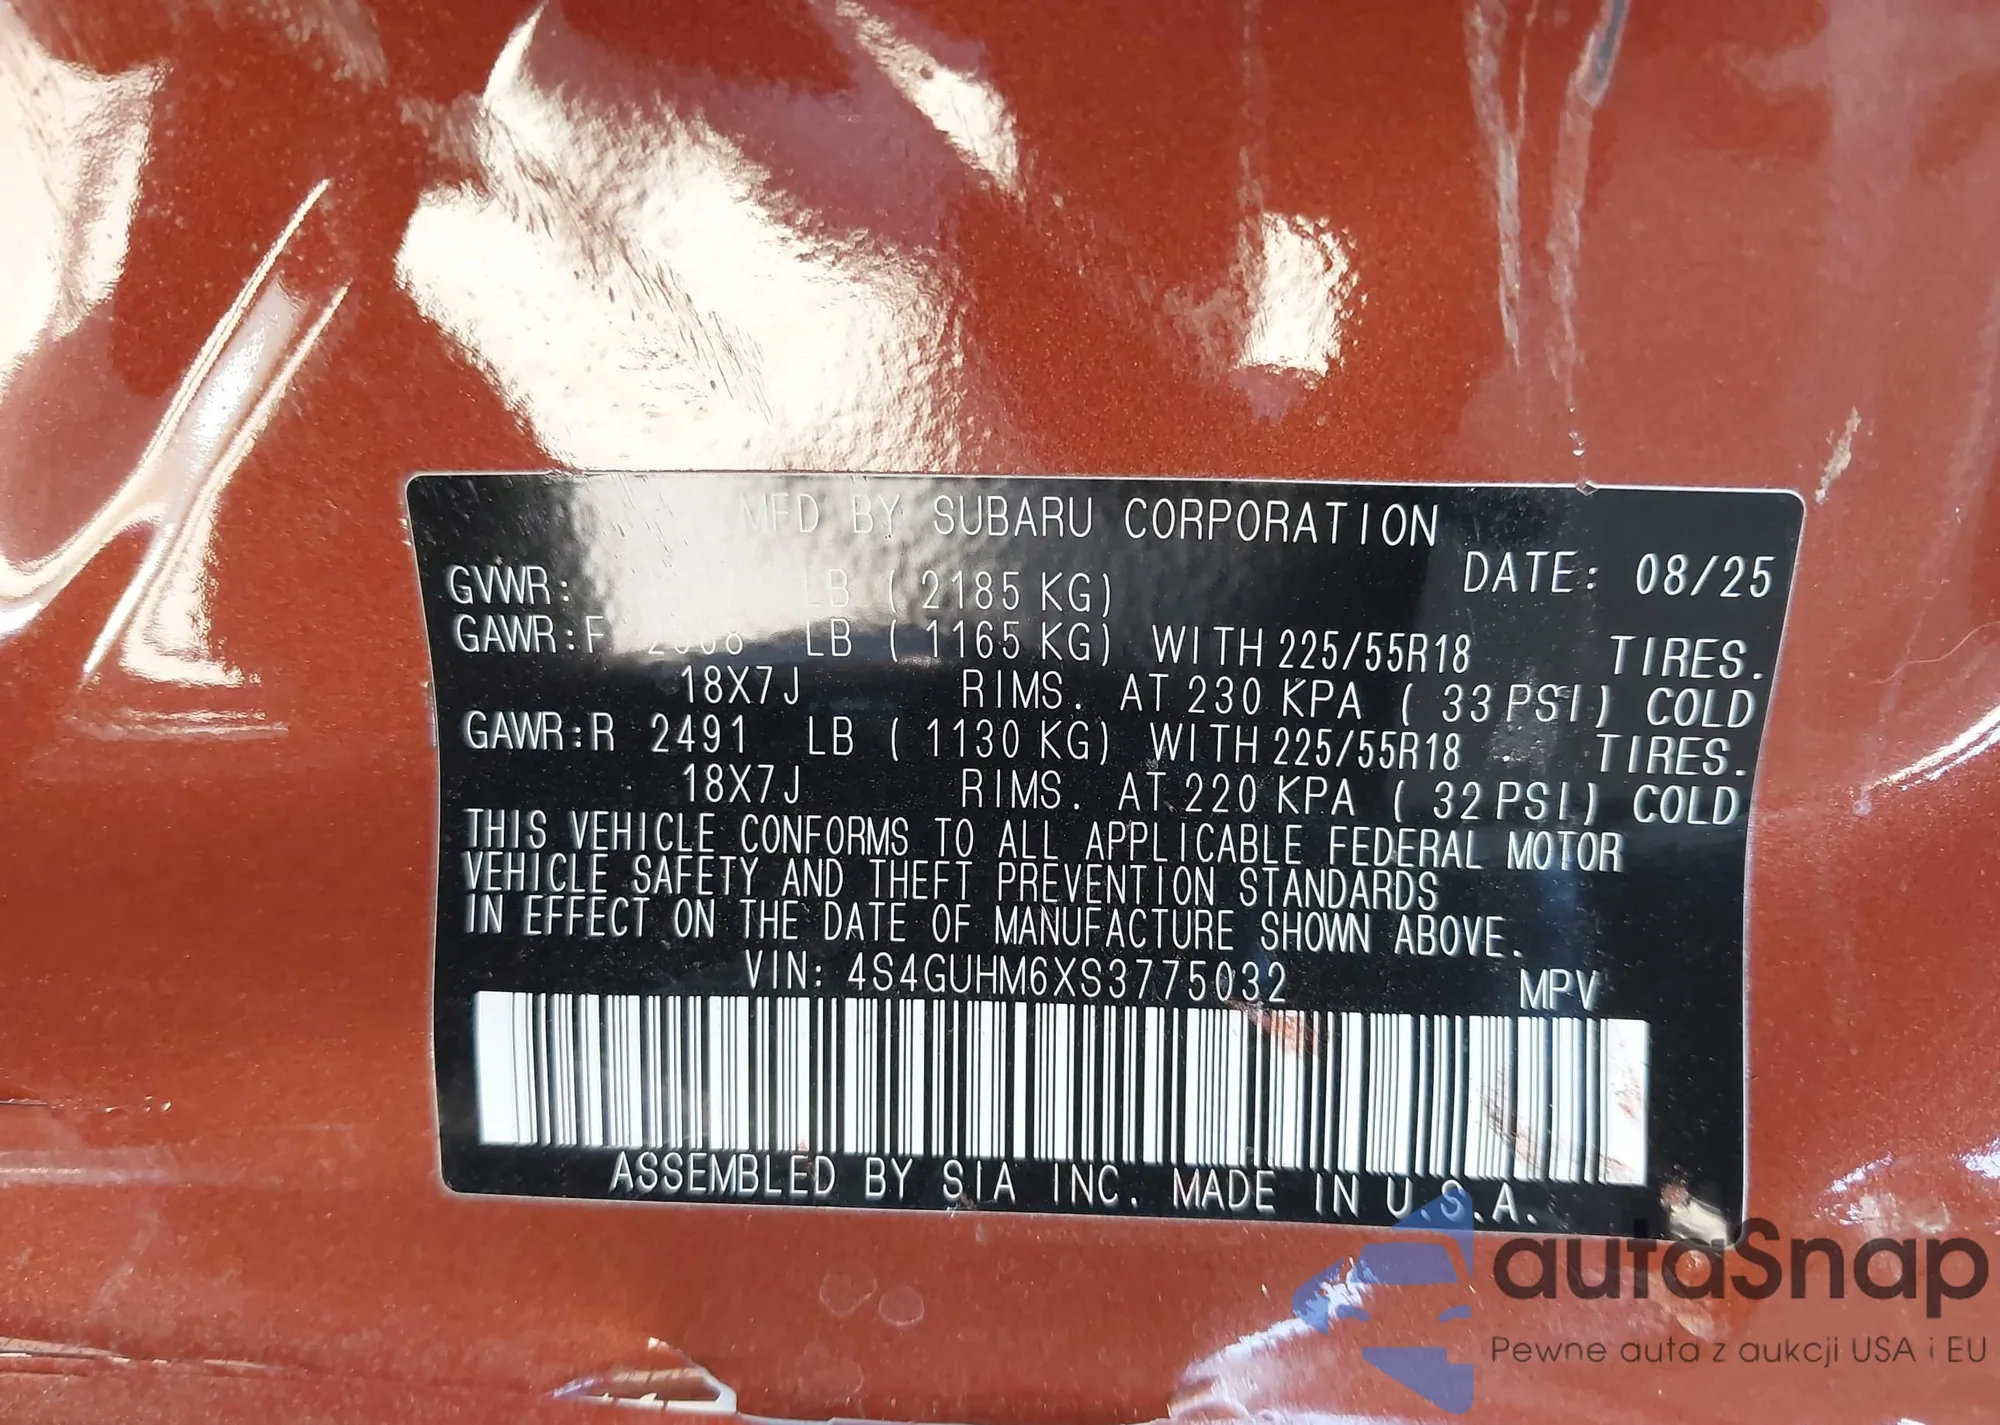 MFD BY SUBARU CORPORATION
DATE: 08/25
GVWR: LB ( 2185 KG)
GAWR:F LB ( 1165 KG) WITH 225/55R18 TIRES.
18X7J RIMS. AT 230 KPA ( 33 PSI) COLD
GAWR:R 2491 LB ( 1130 KG) WITH 225/55R18 TIRES.
18X7J RIMS. AT 220 KPA ( 32 PSI) COLD
THIS VEHICLE CONFORMS TO ALL APPLICABLE FEDERAL MOTOR
VEHICLE SAFETY AND THEFT PREVENTION STANDARDS
IN EFFECT ON THE DATE OF MANUFACTURE SHOWN ABOVE.
VIN: 4S4GUHM6XS3775032 MPV
ASSEMBLED BY SIA INC. MADE IN U.S.A.
autaSnap
Pewne auta z aukcji USA i EU